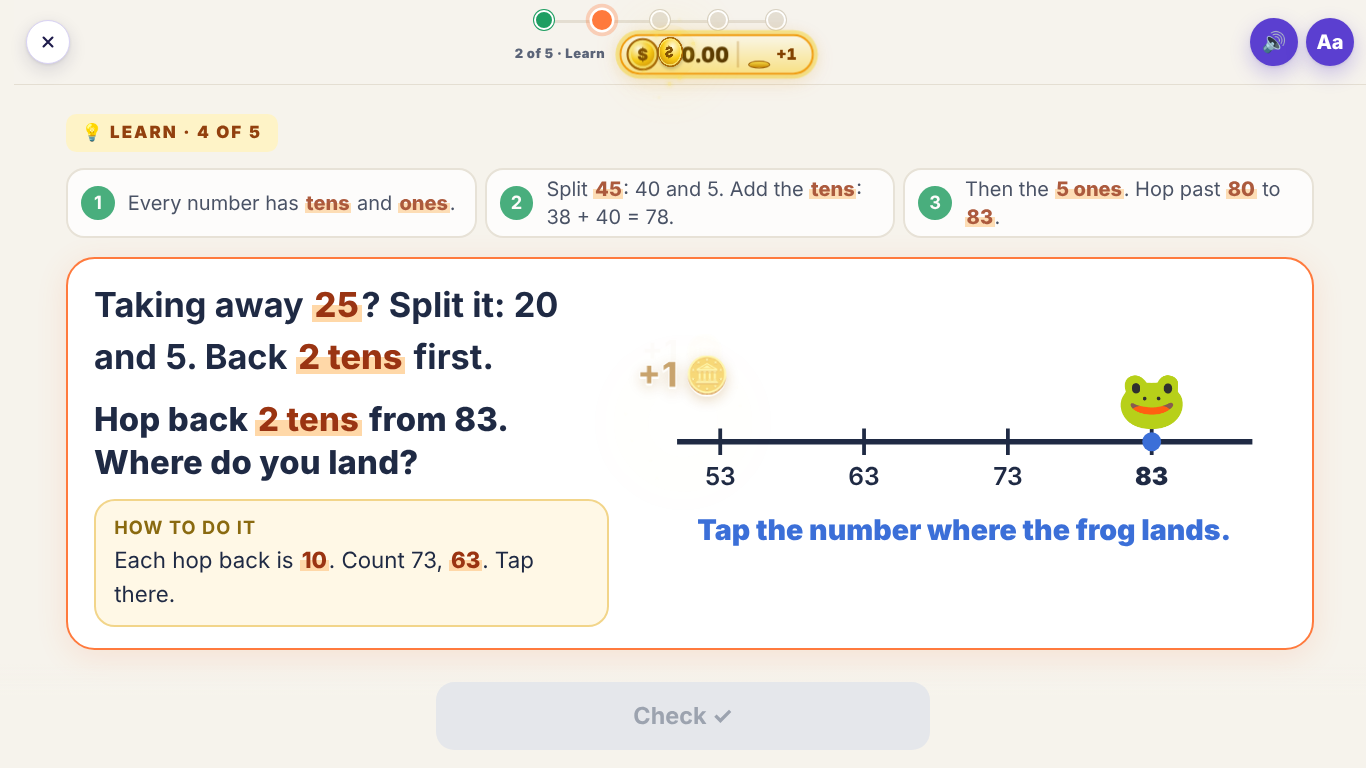 2 of 5 · Learn
0.00
+1
Aa
💡 LEARN · 4 OF 5
1 Every number has tens and ones.
2 Split 45: 40 and 5. Add the tens:
38 + 40 = 78.
3 Then the 5 ones. Hop past 80 to
83.
Taking away 25? Split it: 20
and 5. Back 2 tens first.
Hop back 2 tens from 83.
Where do you land?
HOW TO DO IT
Each hop back is 10. Count 73, 63. Tap
there.
+1
53 63 73 83
Tap the number where the frog lands.
Check ✓